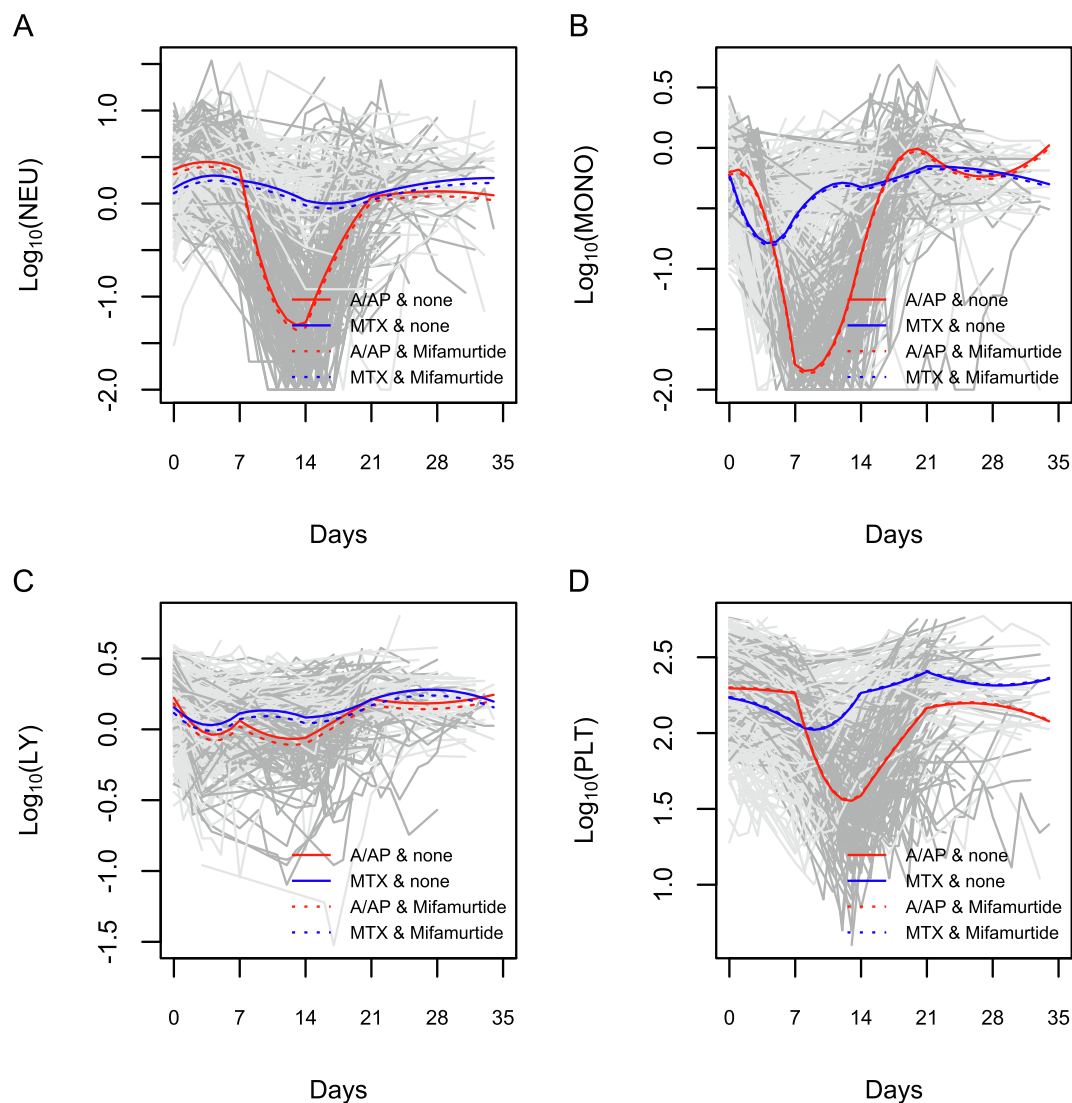 A
Log10(NEU)
1.0
0.0
-1.0
-2.0
A/AP & none
MTX & none
A/AP & Mifamurtide
MTX & Mifamurtide
0 7 14 21 28 35
Days
B
Log10(MONO)
0.5
0.0
-1.0
-2.0
A/AP & none
MTX & none
A/AP & Mifamurtide
MTX & Mifamurtide
0 7 14 21 28 35
Days
C
Log10(LY)
0.5
0.0
-0.5
-1.0
-1.5
A/AP & none
MTX & none
A/AP & Mifamurtide
MTX & Mifamurtide
0 7 14 21 28 35
Days
D
Log10(PLT)
2.5
2.0
1.5
1.0
A/AP & none
MTX & none
A/AP & Mifamurtide
MTX & Mifamurtide
0 7 14 21 28 35
Days